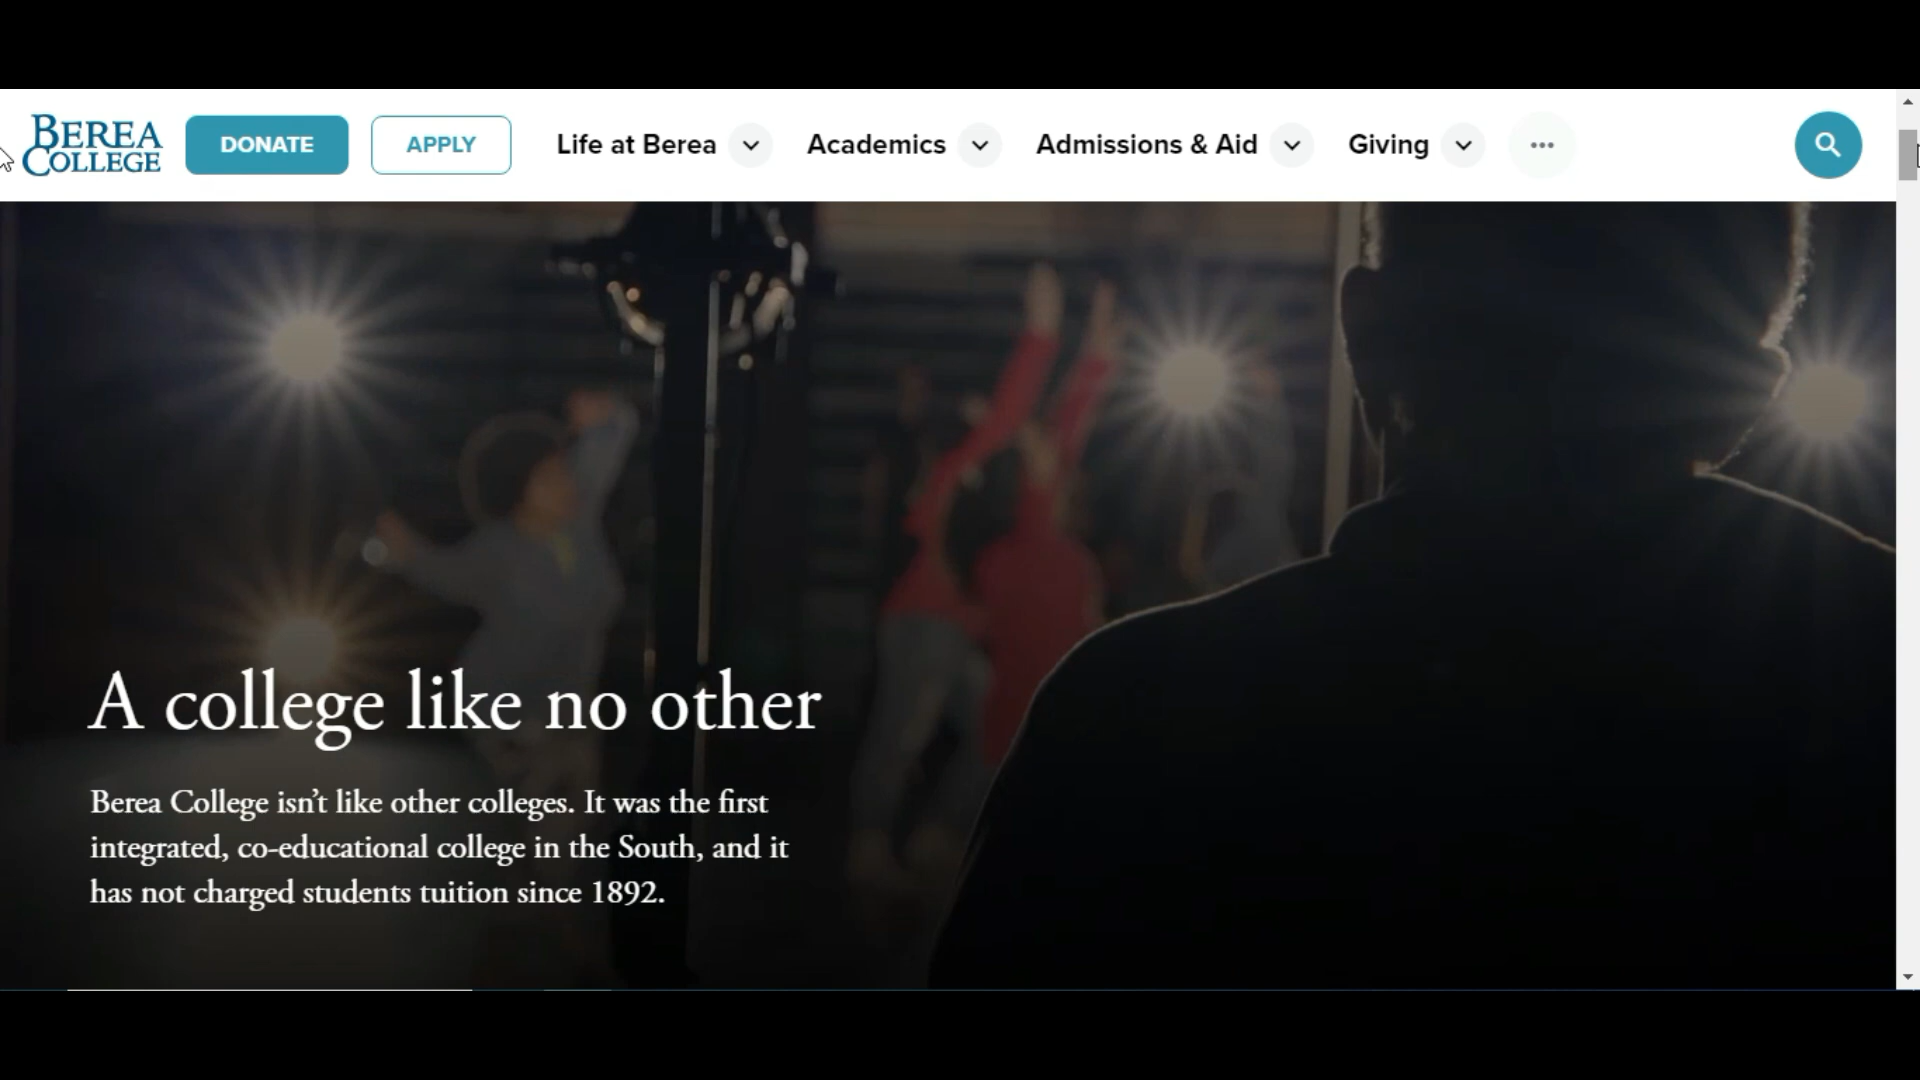 BEREA
COLLEGE
DONATE
APPLY
Life at Berea
Academics
Admissions & Aid
Giving
A college like no other
Berea College isn't like other colleges. It was the first
integrated, co-educational college in the South, and it
has not charged students tuition since 1892.